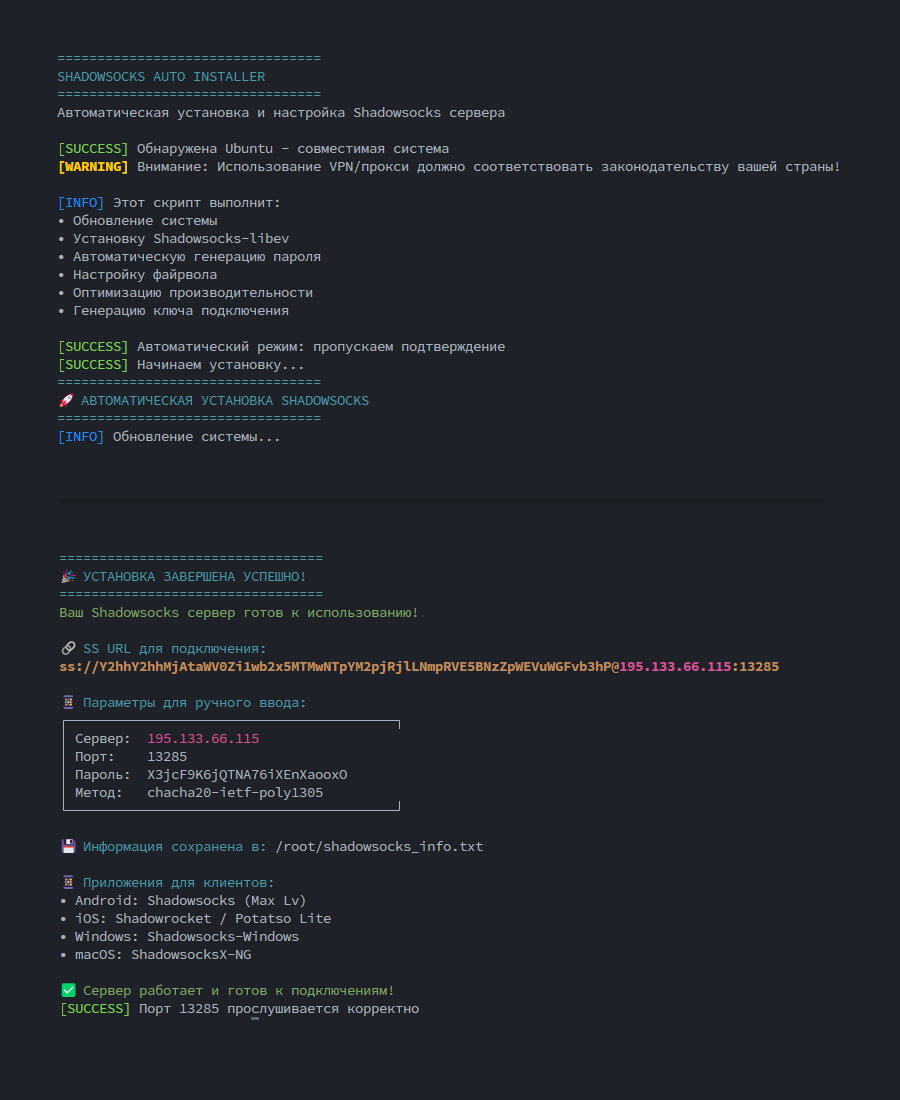 =================================
SHADOWSOCKS AUTO INSTALLER
=================================
Автоматическая установка и настройка Shadowsocks сервера
[SUCCESS] Обнаружена Ubuntu - совместимая система
[WARNING] Внимание: Использование VPN/прокси должно соответствовать законодательству вашей страны!
[INFO] Этот скрипт выполнит:
• Обновление системы
• Установку Shadowsocks-libev
• Автоматическую генерацию пароля
• Настройку файрвола
• Оптимизацию производительности
• Генерацию ключа подключения
[SUCCESS] Автоматический режим: пропускаем подтверждение
[SUCCESS] Начинаем установку...
=================================
🚀 АВТОМАТИЧЕСКАЯ УСТАНОВКА SHADOWSOCKS
=================================
[INFO] Обновление системы...
=================================
🎉 УСТАНОВКА ЗАВЕРШЕНА УСПЕШНО!
=================================
Ваш Shadowsocks сервер готов к использованию!
🔗 SS URL для подключения:
ss://Y2hhY2hhMjAtaWV0Zi1wb2x5MTMwNTpYM2pjRjlLNmpRVE5BNzZpWEVuWGFvb3hP@195.133.66.115:13285
📱 Параметры для ручного ввода:
Сервер: 195.133.66.115
Порт: 13285
Пароль: X3jcF9K6jQTNA76iXEnXaooxO
Метод: chacha20-ietf-poly1305
💾 Информация сохранена в: /root/shadowsocks_info.txt
📱 Приложения для клиентов:
• Android: Shadowsocks (Max Lv)
• iOS: Shadowrocket / Potatso Lite
• Windows: Shadowsocks-Windows
• macOS: ShadowsocksX-NG
✅ Сервер работает и готов к подключениям!
[SUCCESS] Порт 13285 прослушивается корректно